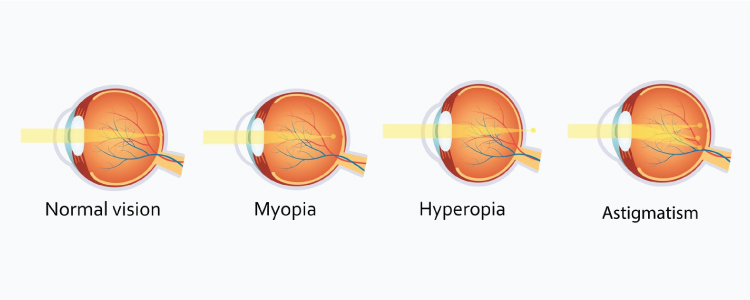 Normal vision
Myopia
Hyperopia
Astigmatism